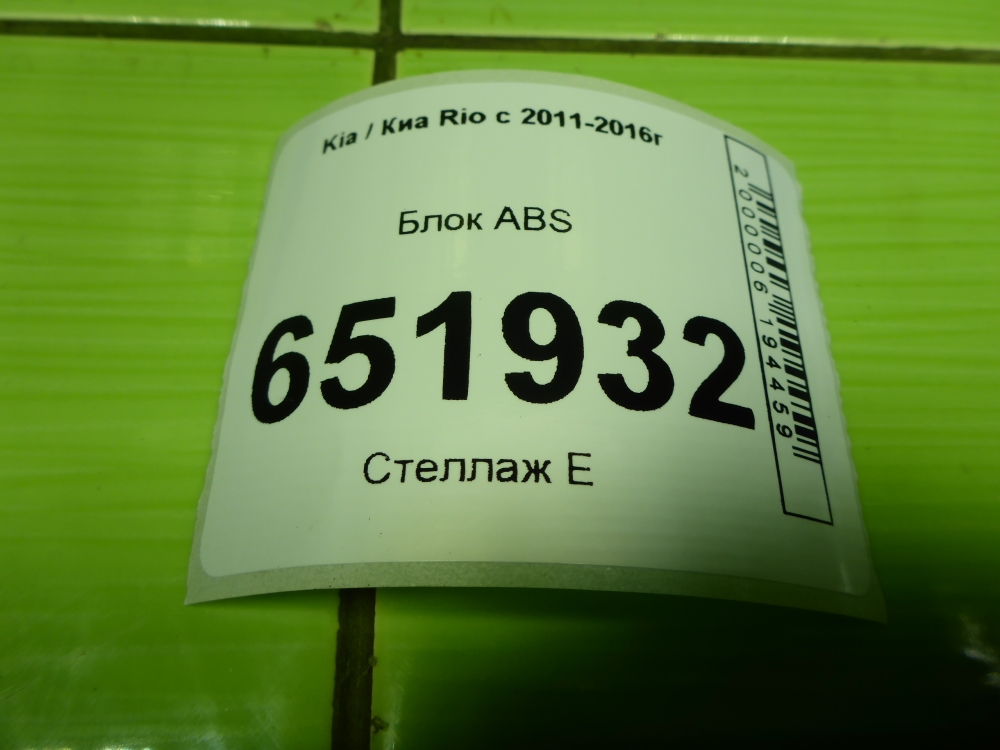 Kia / Киа Rio с 2011-2016г
Блок ABS
651932
Стеллаж Е
2000006194459